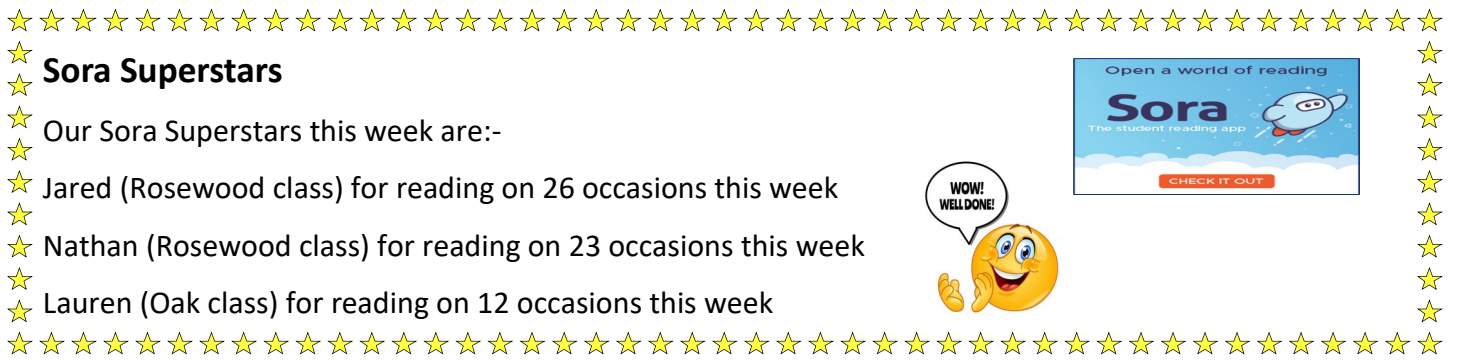 Sora Superstars
Our Sora Superstars this week are:-
Jared (Rosewood class) for reading on 26 occasions this week
Nathan (Rosewood class) for reading on 23 occasions this week
Lauren (Oak class) for reading on 12 occasions this week
WOW!
WELL DONE!
Open a world of reading
Sora
The student reading app
CHECK IT OUT